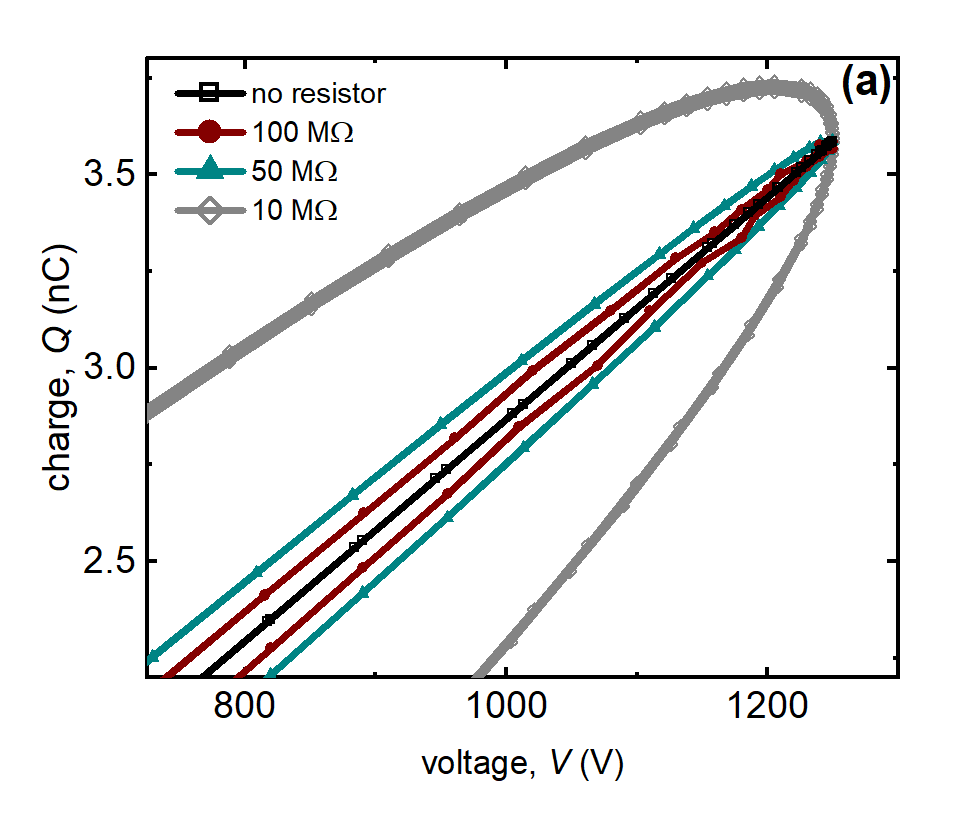 (a)
no resistor
100 MΩ
50 MΩ
10 MΩ
3.5
3.0
2.5
charge, Q (nC)
800 1000 1200
voltage, V (V)